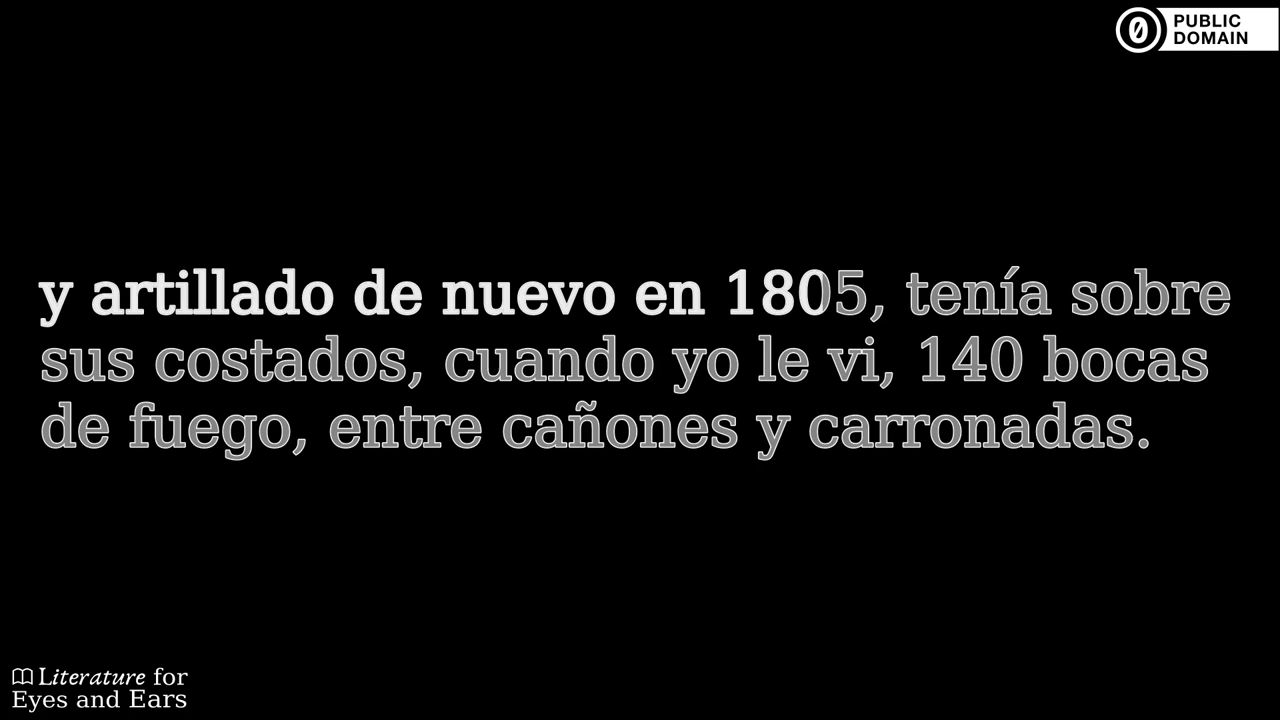 PUBLIC
DOMAIN
y artillado de nuevo en 1805, tenía sobre
sus costados, cuando yo le vi, 140 bocas
de fuego, entre cañones y carronadas.
Literature for
Eyes and Ears